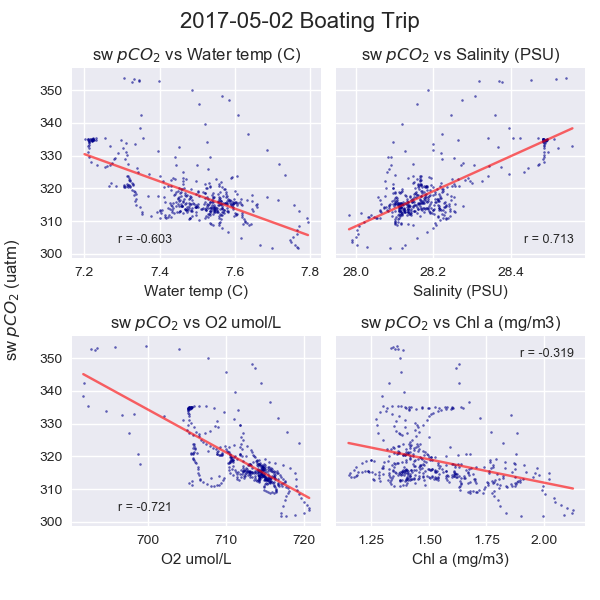 2017-05-02 Boating Trip
sw pCO2 vs Water temp (C)
sw pCO2 vs Salinity (PSU)
350
340
330
320
310
300
r = -0.603
r = 0.713
7.2 7.4 7.6 7.8
28.0 28.2 28.4
Water temp (C)
Salinity (PSU)
sw pCO2 (uatm)
sw pCO2 vs O2 umol/L
sw pCO2 vs Chl a (mg/m3)
350
340
330
320
310
300
r = -0.721
r = -0.319
700 710 720
1.25 1.50 1.75 2.00
O2 umol/L
Chl a (mg/m3)